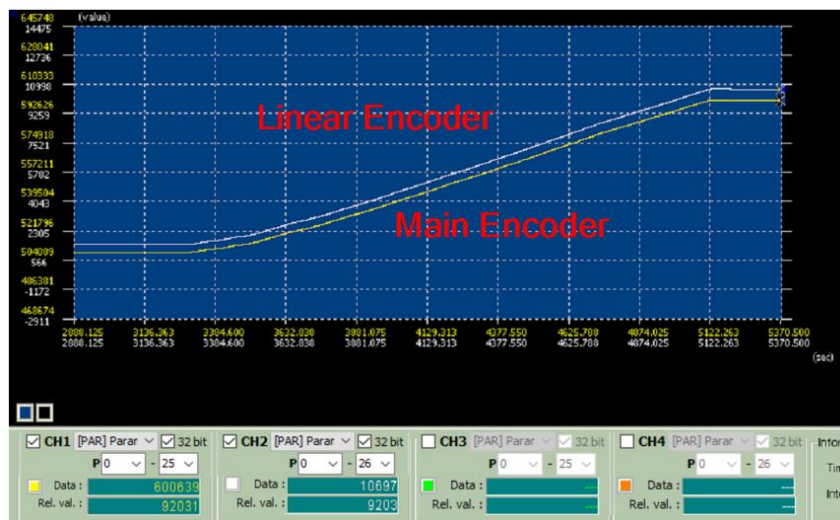 645748 (value)
14475
628041
12736
610333
10998
592626
9259
574918
7521
557211
5782
539504
4043
521796
2305
504089
566
486381
-1172
468674
-2911
Linear Encoder
Main Encoder
2888.125 3136.363 3384.600 3632.838 3881.075 4129.313 4377.550 4625.788 4874.025 5122.263 5370.500
2888.125 3136.363 3384.600 3632.838 3881.075 4129.313 4377.550 4625.788 4874.025 5122.263 5370.500
(sec)
CH1 [PAR] Parar 32 bit CH2 [PAR] Parar 32 bit CH3 [PAR] Parar 32 bit CH4 [PAR] Parar 32 bit Infor
P 0 - 25 P 0 - 26 P 0 - 25 P 0 - 26 Tim
Data : 600639 Data : 10697 Data : --- Data : --- Inte
Rel. val. : 92031 Rel. val. : 9203 Rel. val. : Rel. val. :